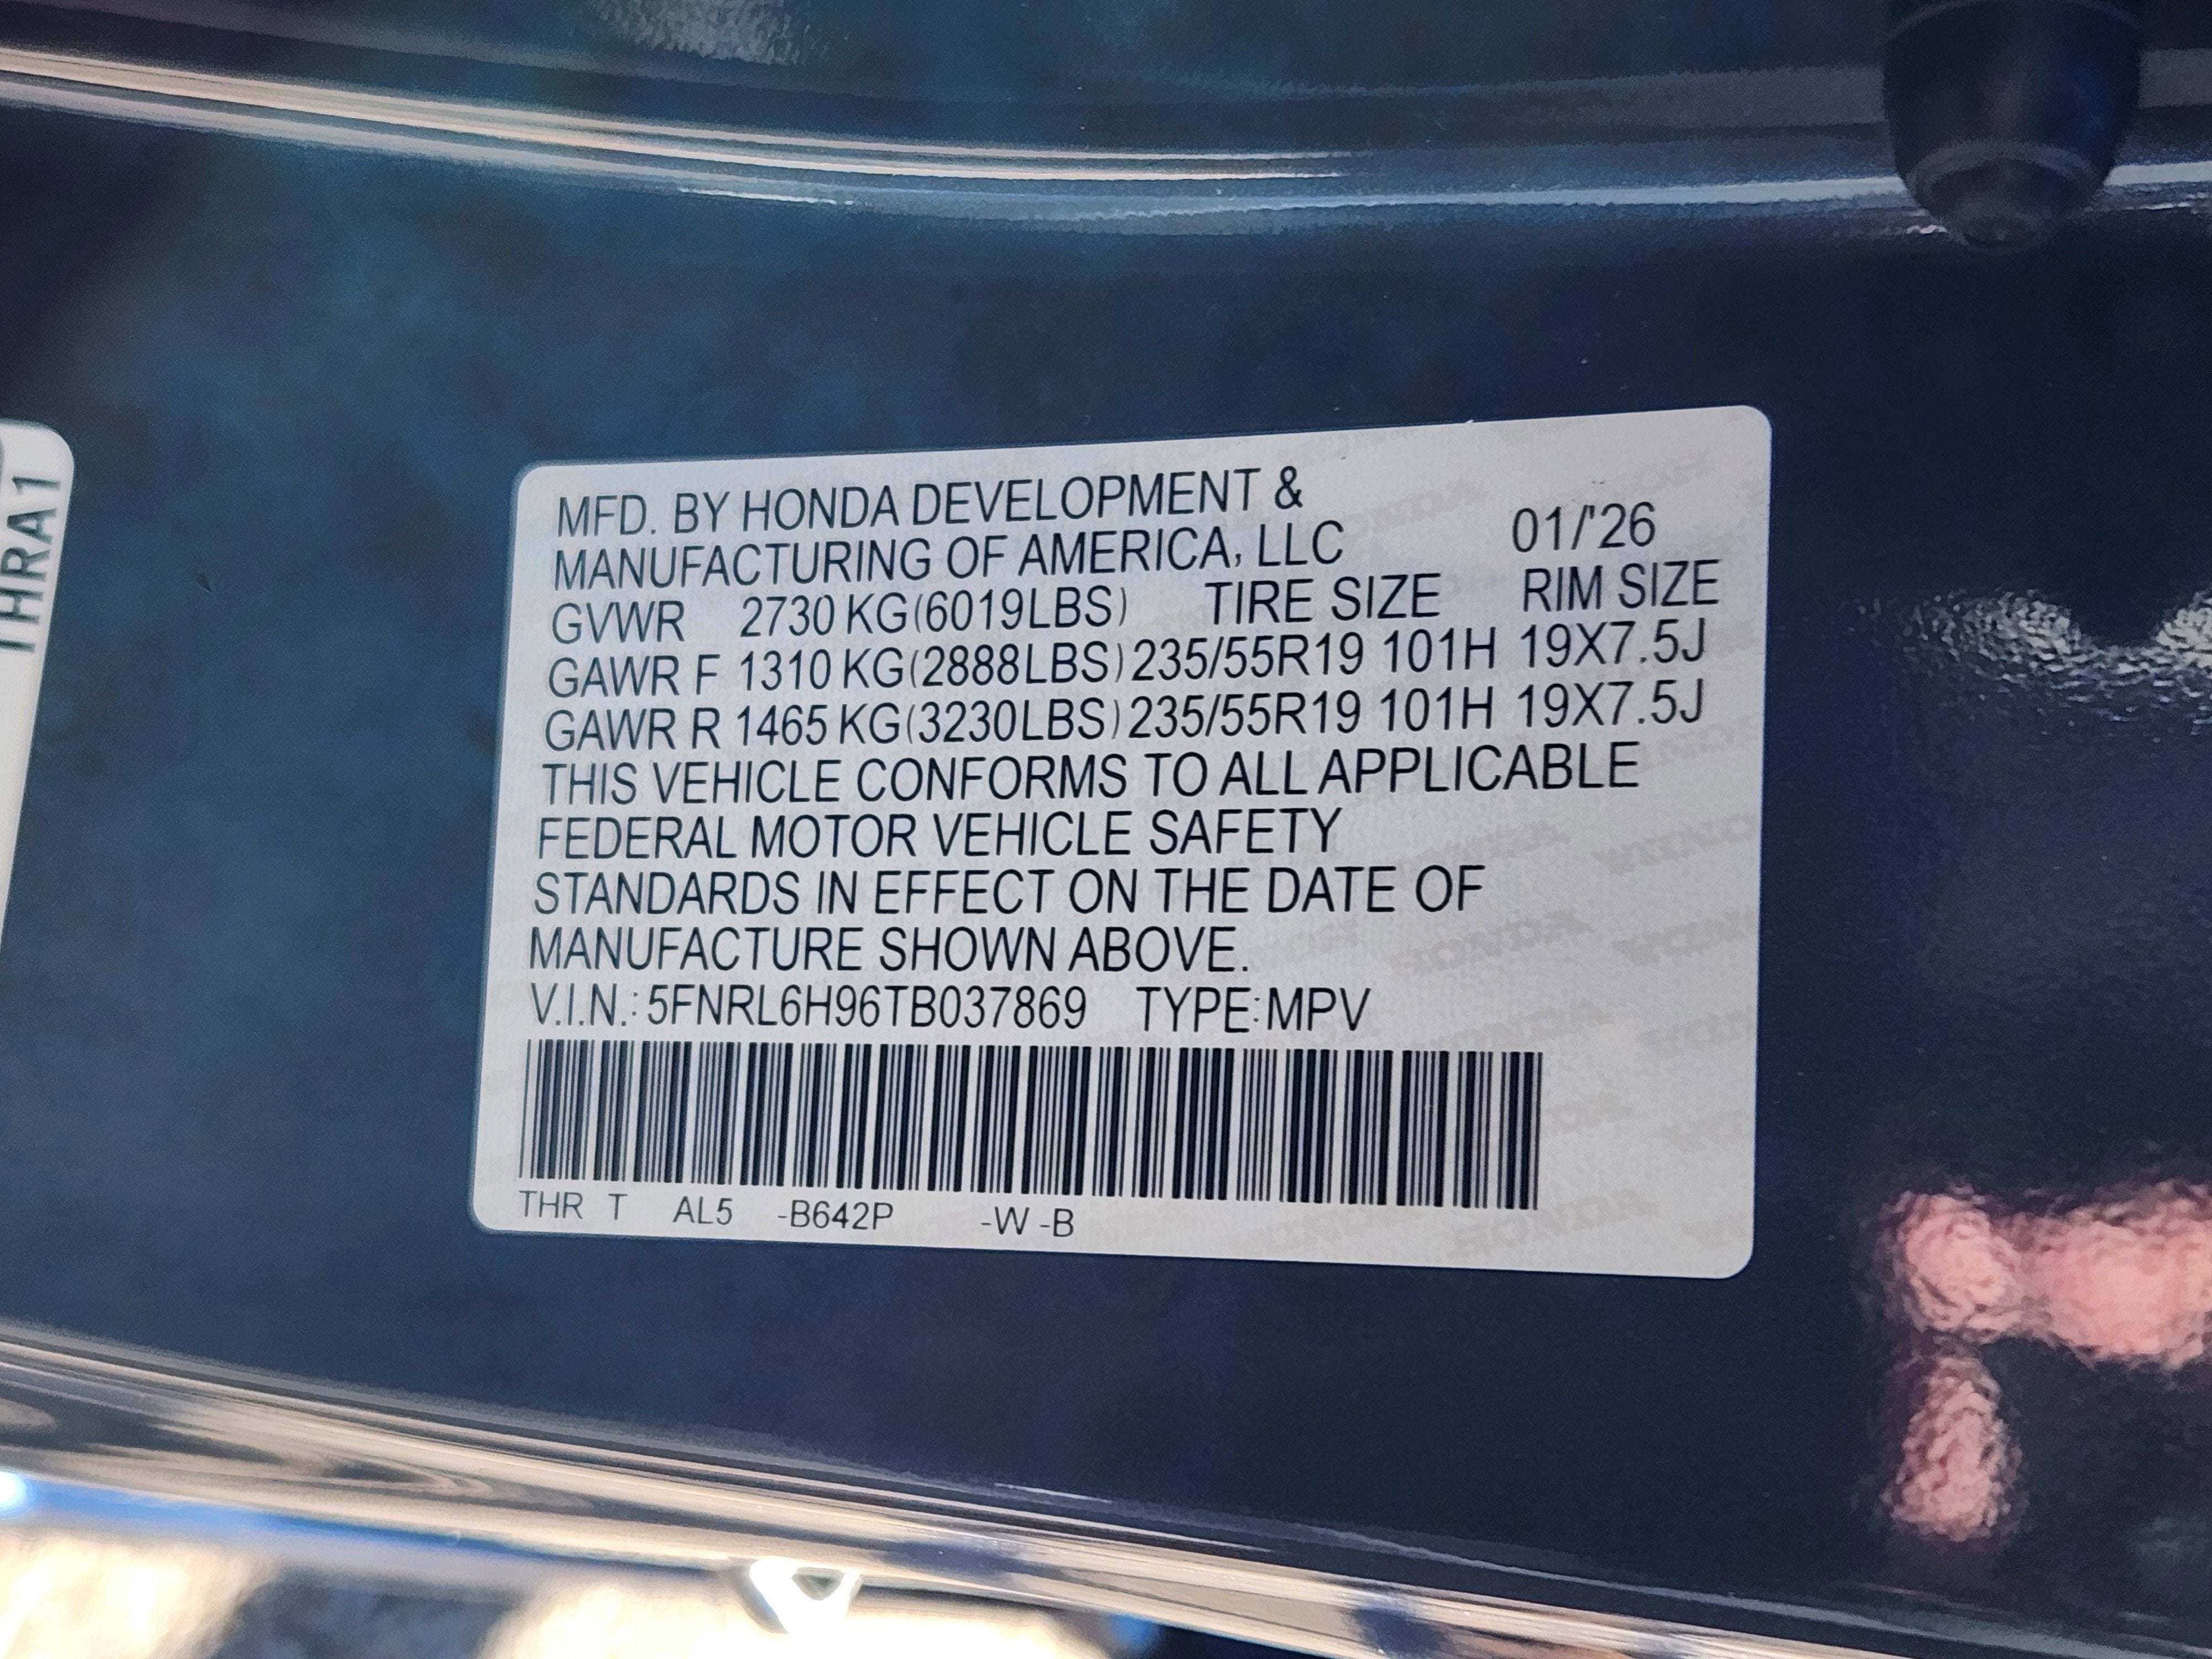 THRA1
MFD. BY HONDA DEVELOPMENT &
MANUFACTURING OF AMERICA, LLC 01/'26
GVWR 2730 KG(6019LBS) TIRE SIZE RIM SIZE
GAWR F 1310 KG(2888LBS) 235/55R19 101H 19X7.5J
GAWR R 1465 KG(3230LBS) 235/55R19 101H 19X7.5J
THIS VEHICLE CONFORMS TO ALL APPLICABLE
FEDERAL MOTOR VEHICLE SAFETY
STANDARDS IN EFFECT ON THE DATE OF
MANUFACTURE SHOWN ABOVE.
V.I.N.: 5FNRL6H96TB037869 TYPE: MPV
THR T AL5 -B642P -W -B